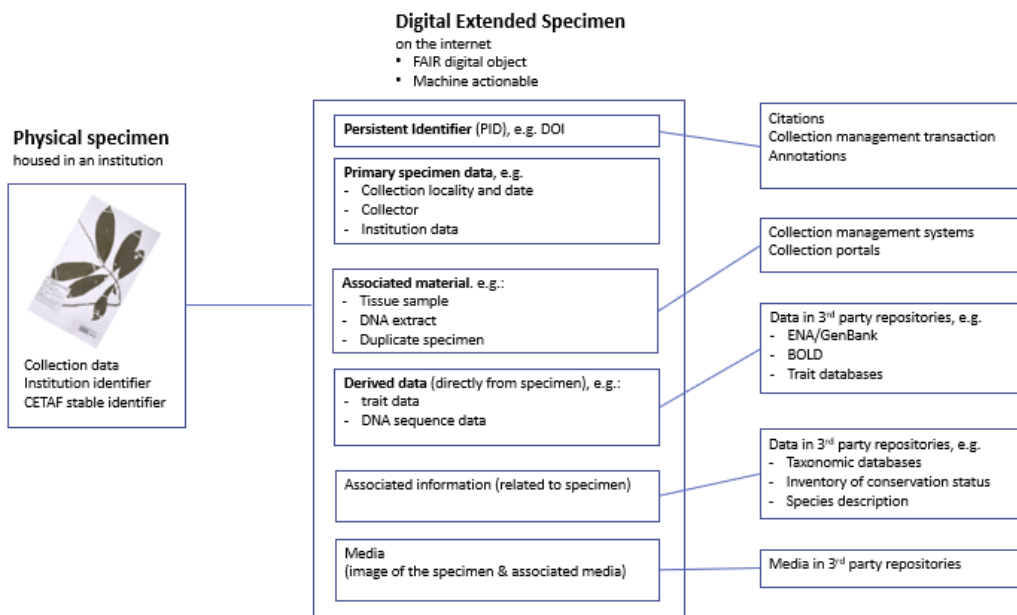 Digital Extended Specimen
on the internet
• FAIR digital object
• Machine actionable
Physical specimen
housed in an institution
Collection data
Institution identifier
CETAF stable identifier
Persistent Identifier (PID), e.g. DOI
Primary specimen data, e.g.
- Collection locality and date
- Collector
- Institution data
Associated material. e.g.:
- Tissue sample
- DNA extract
- Duplicate specimen
Derived data (directly from specimen), e.g.:
- trait data
- DNA sequence data
Associated information (related to specimen)
Media
(image of the specimen & associated media)
Citations
Collection management transaction
Annotations
Collection management systems
Collection portals
Data in 3rd party repositories, e.g.
- ENA/GenBank
- BOLD
- Trait databases
Data in 3rd party repositories, e.g.
- Taxonomic databases
- Inventory of conservation status
- Species description
Media in 3rd party repositories